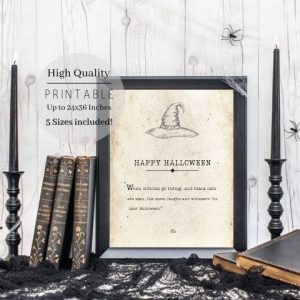 High Quality
PRINTABLE
Up to 24x36 Inches
5 Sizes included!
HAPPY HALLOWEEN
When witches go riding, and black cats
are seen, the moon laughs and whispers 'tis
near Halloween."